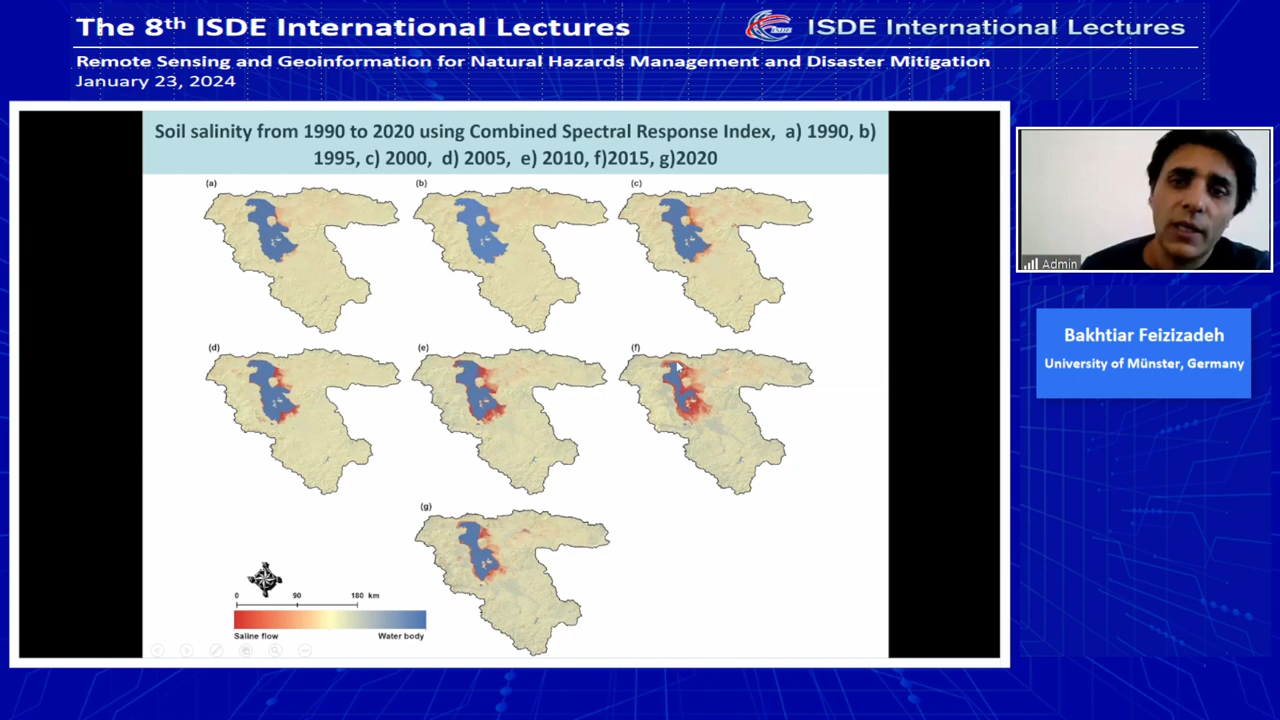 The 8th ISDE International Lectures
ISDE
ISDE International Lectures
Remote Sensing and Geoinformation for Natural Hazards Management and Disaster Mitigation
January 23, 2024
Soil salinity from 1990 to 2020 using Combined Spectral Response Index, a) 1990, b)
1995, c) 2000, d) 2005, e) 2010, f)2015, g)2020
(a)
(b)
(c)
(d)
(e)
(f)
(g)
0 90 180 km
Saline flow Water body
Admin
Bakhtiar Feizizadeh
University of Münster, Germany